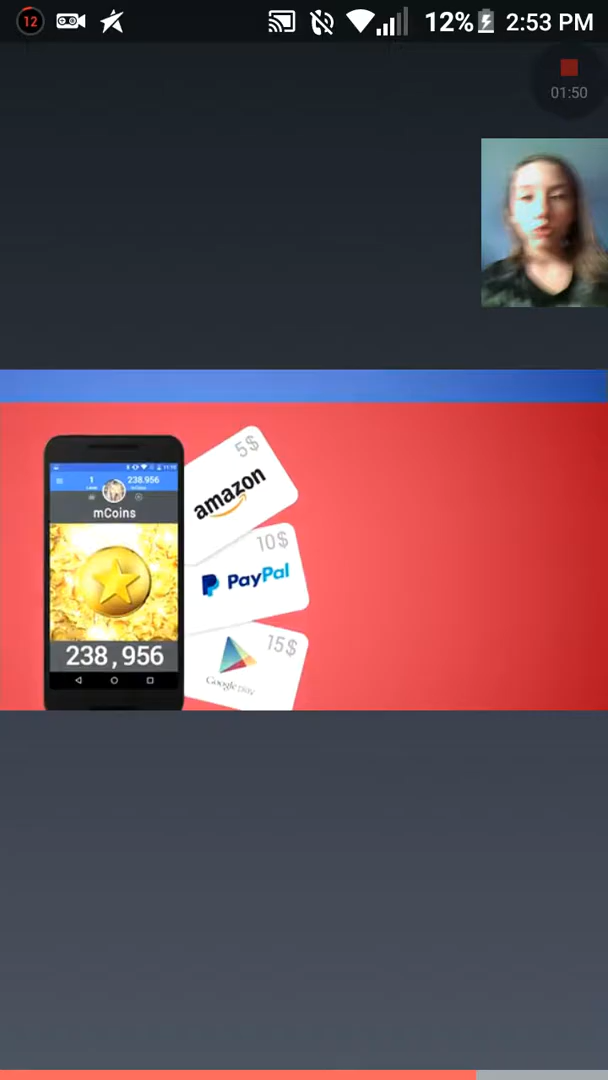 12
12% 2:53 PM
01:50
5$
amazon
1
238.956
mCoins
10$
PayPal
238,956
15$
Google play